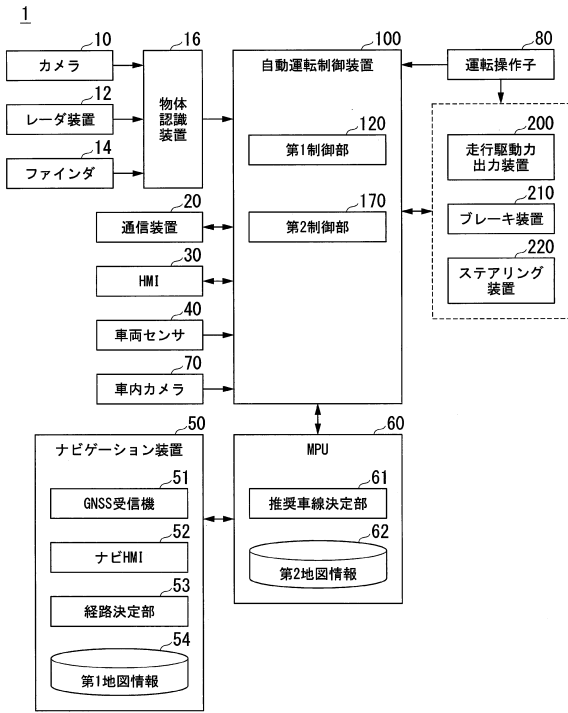 1
10
カメラ
12
レーダ装置
14
ファインダ
16
物体
認識
装置
20
通信装置
30
HMI
40
車両センサ
70
車内カメラ
100
自動運転制御装置
120
第1制御部
170
第2制御部
80
運転操作子
200
走行駆動力
出力装置
210
ブレーキ装置
220
ステアリング
装置
50
ナビゲーション装置
51
GNSS受信機
52
ナビHMI
53
経路決定部
54
第1地図情報
60
MPU
61
推奨車線決定部
62
第2地図情報